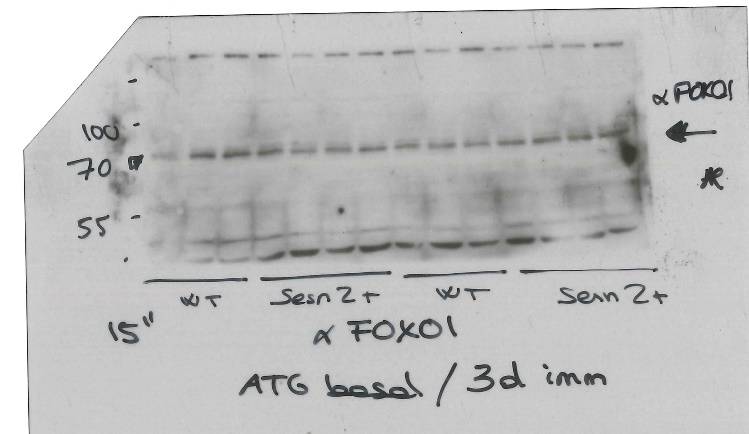 α FOXO1
100
70
55
WT Sesn2+ WT Sesn2+
15" α FOXO1
ATG basal / 3d imm